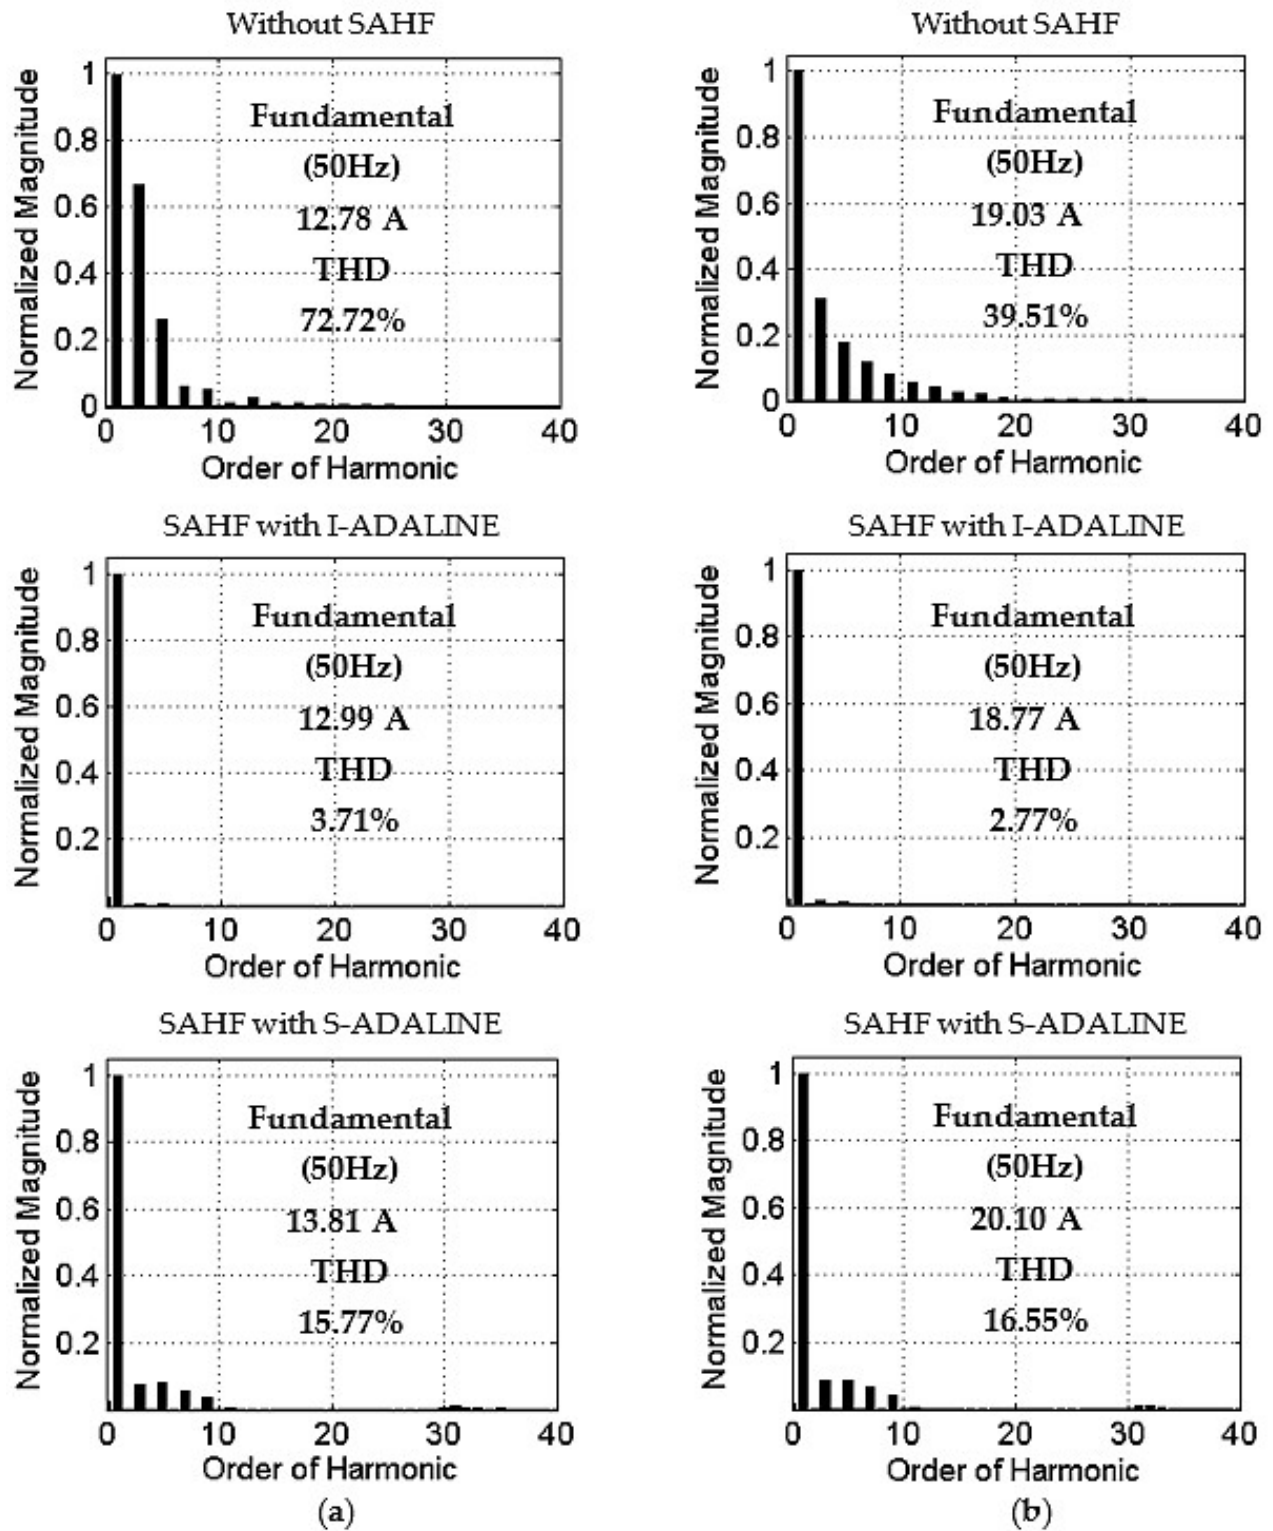 Without SAHF
Normalized Magnitude
1
0.8
0.6
0.4
0.2
0
Fundamental
(50Hz)
12.78 A
THD
72.72%
0 10 20 30 40
Order of Harmonic
Without SAHF
Normalized Magnitude
1
0.8
0.6
0.4
0.2
0
Fundamental
(50Hz)
19.03 A
THD
39.51%
0 10 20 30 40
Order of Harmonic
SAHF with I-ADALINE
Normalized Magnitude
1
0.8
0.6
0.4
0.2
Fundamental
(50Hz)
12.99 A
THD
3.71%
0 10 20 30 40
Order of Harmonic
SAHF with I-ADALINE
Normalized Magnitude
1
0.8
0.6
0.4
0.2
Fundamental
(50Hz)
18.77 A
THD
2.77%
0 10 20 30 40
Order of Harmonic
SAHF with S-ADALINE
Normalized Magnitude
1
0.8
0.6
0.4
0.2
Fundamental
(50Hz)
13.81 A
THD
15.77%
0 10 20 30 40
Order of Harmonic
(a)
SAHF with S-ADALINE
Normalized Magnitude
1
0.8
0.6
0.4
0.2
Fundamental
(50Hz)
20.10 A
THD
16.55%
0 10 20 30 40
Order of Harmonic
(b)